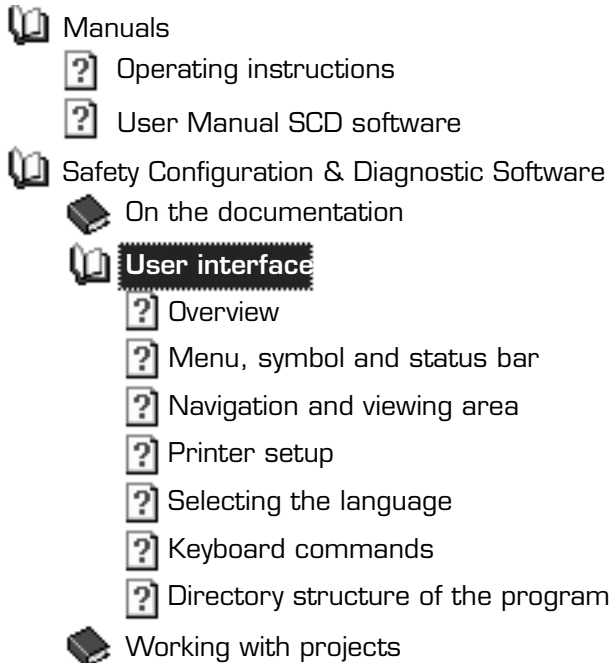 Manuals
Operating instructions
User Manual SCD software
Safety Configuration & Diagnostic Software
On the documentation
User interface
Overview
Menu, symbol and status bar
Navigation and viewing area
Printer setup
Selecting the language
Keyboard commands
Directory structure of the program
Working with projects